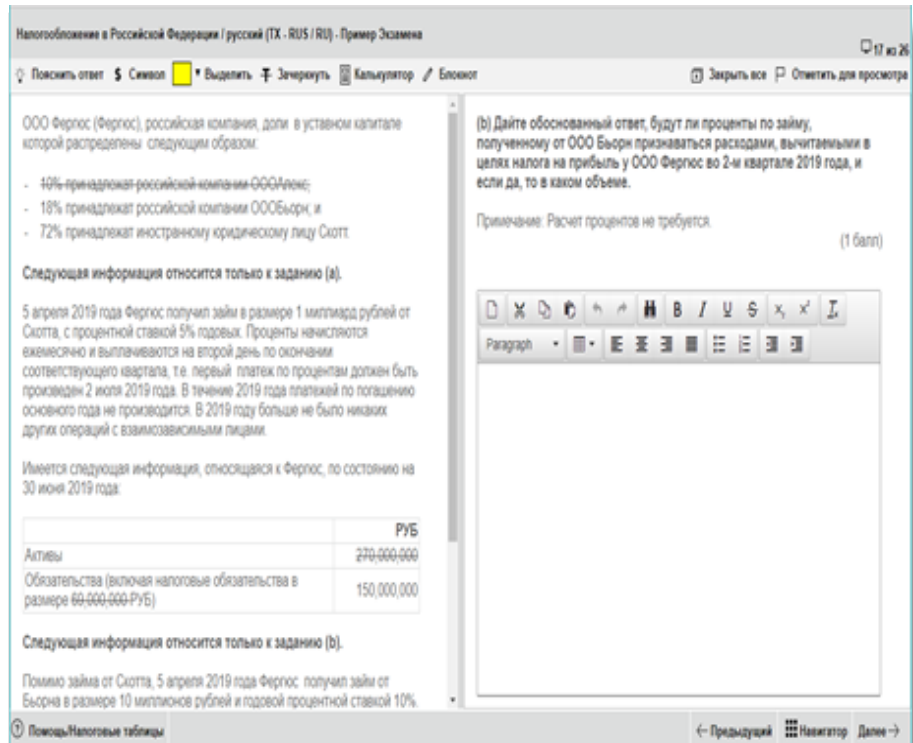 Налогообложение в Российской Федерации / русский (TX - RUS / RU) - Пример Экзамена
17 из 26
Пояснить ответ $ Символ Выделить Зачеркнуть Калькулятор Блокнот
Закрыть все Отметить для просмотра
ООО Фергюс (Фергюс), российская компания, доли в уставном капитале
которой распределены следующим образом:
- 10% принадлежат российской компании ОООАлекс;
- 18% принадлежат российской компании ОООБьорн; и
- 72% принадлежат иностранному юридическому лицу Скотт.
Следующая информация относится только к заданию (a).
5 апреля 2019 года Фергюс получил займ в размере 1 миллиард рублей от
Скотта, с процентной ставкой 5% годовых. Проценты начисляются
ежемесячно и выплачиваются на второй день по окончании
соответствующего квартала, т.е. первый платеж по процентам должен быть
произведен 2 июля 2019 года. В течение 2019 года платежей по погашению
основного года не производится. В 2019 году больше не было никаких
других операций с взаимозависимыми лицами.
Имеется следующая информация, относящаяся к Фергюс, по состоянию на
30 июня 2019 года:
РУБ
Активы 270,000,000
Обязательства (включая налоговые обязательства в
размере 60,000,000 РУБ) 150,000,000
Следующая информация относится только к заданию (b).
Помимо займа от Скотта, 5 апреля 2019 года Фергюс получил займ от
Бьорна в размере 10 миллионов рублей и годовой процентной ставкой 10%.
(b) Дайте обоснованный ответ, будут ли проценты по займу,
полученному от ООО Бьорн признаваться расходами, вычитаемыми в
целях налога на прибыль у ООО Фергюс во 2-м квартале 2019 года, и
если да, то в каком объеме.
Примечание: Расчет процентов не требуется.
(1 балл)
B I U S x₁ x² Iₓ
Paragraph
Помощь/Налоговые таблицы
Предыдущий Навигатор Далее